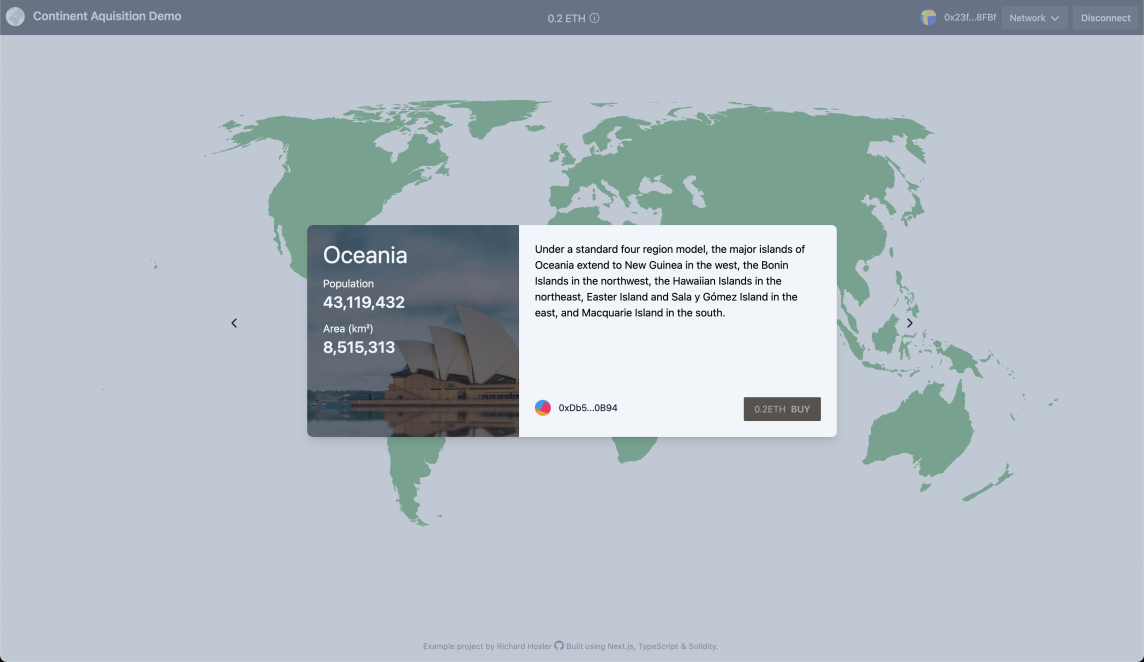 Continent Aquisition Demo
0.2 ETH
0x23f...8FBf
Network
Disconnect
Oceania
Population
43,119,432
Area (km²)
8,515,313
Under a standard four region model, the major islands of
Oceania extend to New Guinea in the west, the Bonin
Islands in the northwest, the Hawaiian Islands in the
northeast, Easter Island and Sala y Gómez Island in the
east, and Macquarie Island in the south.
0xDb5...0B94
0.2ETH BUY
Example project by Richard Hosler Built using Next.js, TypeScript & Solidity.